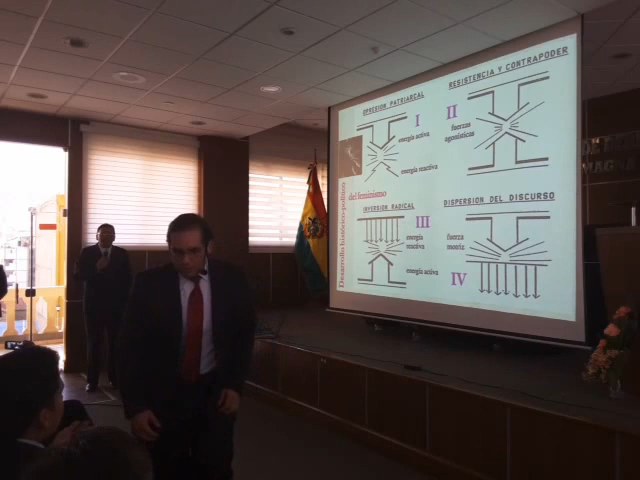 OPRESION PATRIARCAL
I
energía activa
energía reactiva
RESISTENCIA Y CONTRAPODER
II
fuerzas
agonísticas
Desarrollo histórico-político
del feminismo
INVERSION RADICAL
III
energía
reactiva
energía activa
DISPERSION DEL DISCURSO
fuerza
motriz
IV